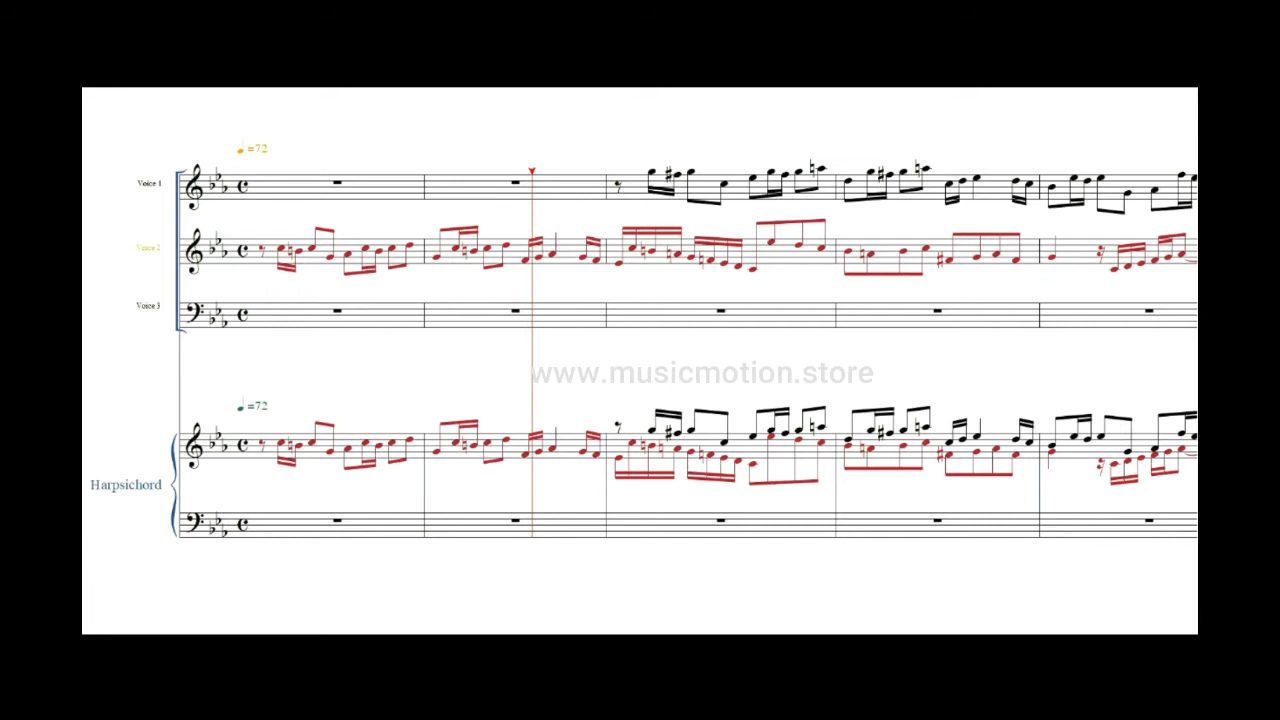 ♩=72
Voice 1
Voice 2
Voice 3
www.musicmotion.store
♩=72
Harpsichord